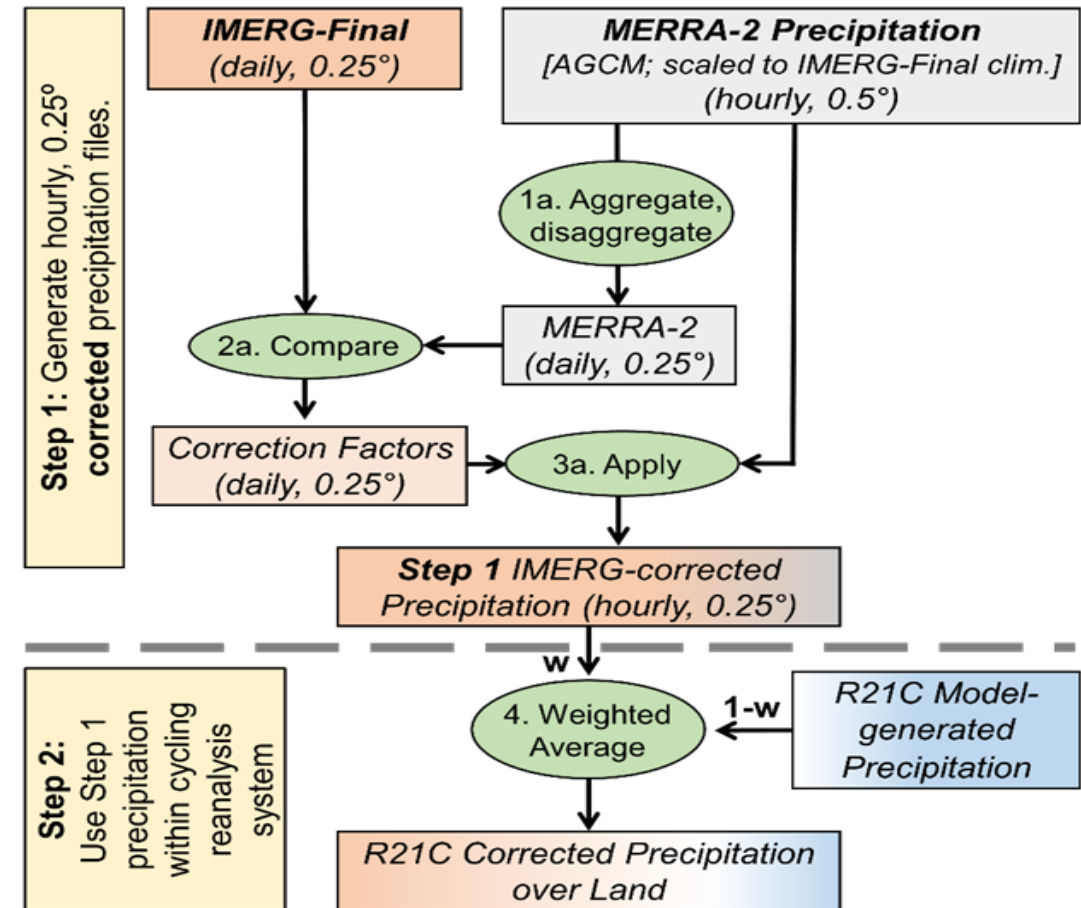 Step 1: Generate hourly, 0.25º
corrected precipitation files.
IMERG-Final
(daily, 0.25°)
MERRA-2 Precipitation
[AGCM; scaled to IMERG-Final clim.]
(hourly, 0.5°)
1a. Aggregate,
disaggregate
2a. Compare
MERRA-2
(daily, 0.25°)
Correction Factors
(daily, 0.25°)
3a. Apply
Step 1 IMERG-corrected
Precipitation (hourly, 0.25°)
Step 2:
Use Step 1
precipitation
within cycling
reanalysis
system
w
4. Weighted
Average
1-w
R21C Model-
generated
Precipitation
R21C Corrected Precipitation
over Land